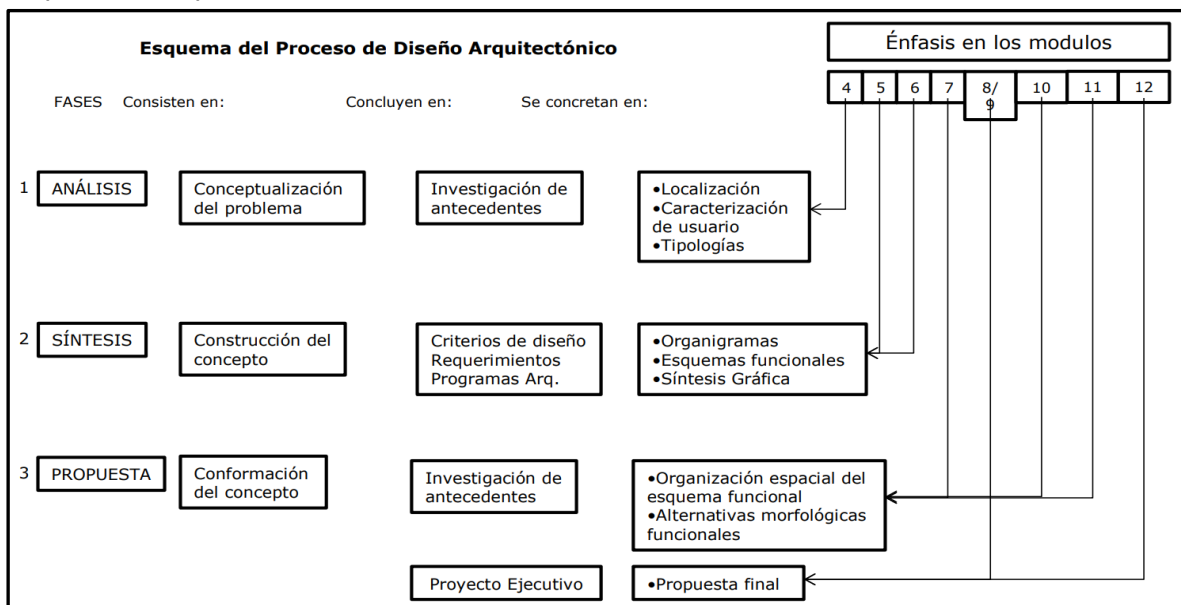 Esquema del Proceso de Diseño Arquitectónico
Énfasis en los modulos
FASES Consisten en: Concluyen en: Se concretan en:
4 5 6 7 8/ 10 11 12
9
1 ANÁLISIS
Conceptualización
del problema
Investigación de
antecedentes
•Localización
•Caracterización
de usuario
•Tipologías
2 SÍNTESIS
Construcción del
concepto
Criterios de diseño
Requerimientos
Programas Arq.
•Organigramas
•Esquemas funcionales
•Síntesis Gráfica
3 PROPUESTA
Conformación
del concepto
Investigación de
antecedentes
•Organización espacial del
esquema funcional
•Alternativas morfológicas
funcionales
Proyecto Ejecutivo
•Propuesta final